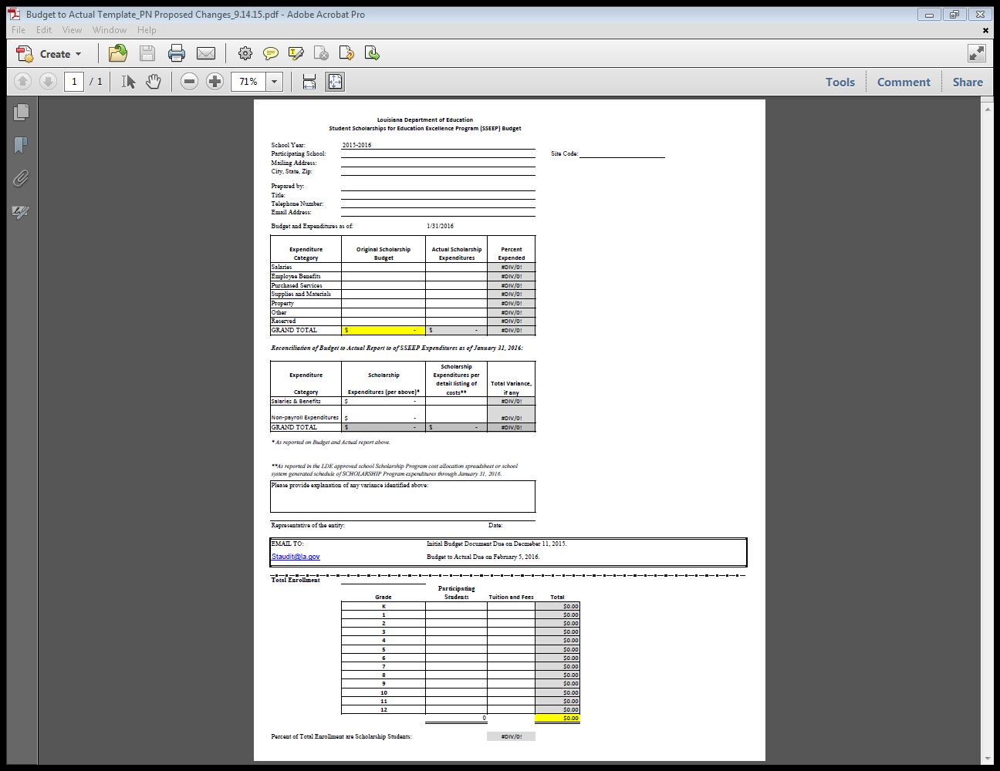 Budget to Actual Template_PN Proposed Changes_9.14.15.pdf - Adobe Acrobat Pro
File Edit View Window Help
Create
1 / 1 71% Tools Comment Share
Louisiana Department of Education
Student Scholarships for Education Excellence Program (SSEEP) Budget
School Year: 2015-2016
Participating School: Site Code:
Mailing Address:
City, State, Zip:
Prepared by:
Title:
Telephone Number:
Email Address:
Budget and Expenditures as of: 1/31/2016
Expenditure Original Scholarship Actual Scholarship Percent
Category Budget Expenditures Expended
Salaries #DIV/0!
Employee Benefits #DIV/0!
Purchased Services #DIV/0!
Supplies and Materials #DIV/0!
Property #DIV/0!
Other #DIV/0!
Reserved #DIV/0!
GRAND TOTAL $ - $ - #DIV/0!
Reconciliation of Budget to Actual Report to of SSEEP Expenditures as of January 31, 2016:
Scholarship
Expenditure Scholarship Expenditures per
detail listing of Total Variance,
Category Expenditures (per above)* costs** if any
Salaries & Benefits $ - #DIV/0!
Non-payroll Expenditures $ - #DIV/0!
GRAND TOTAL $ - $ - #DIV/0!
* As reported on Budget and Actual report above.
**As reported in the LDE approved school Scholarship Program cost allocation spreadsheet or school
system generated schedule of SCHOLARSHIP Program expenditures through January 31, 2016.
Please provide explanation of any variance identified above:
Representative of the entity: Date:
EMAIL TO: Initial Budget Document Due on Decmeber 11, 2015.
Staudit@la.gov Budget to Actual Due on February 5, 2016.
Total Enrollment
Participating
Grade Students Tuition and Fees Total
K $0.00
1 $0.00
2 $0.00
3 $0.00
4 $0.00
5 $0.00
6 $0.00
7 $0.00
8 $0.00
9 $0.00
10 $0.00
11 $0.00
12 $0.00
0 $0.00
Percent of Total Enrollment are Scholarship Students: #DIV/0!